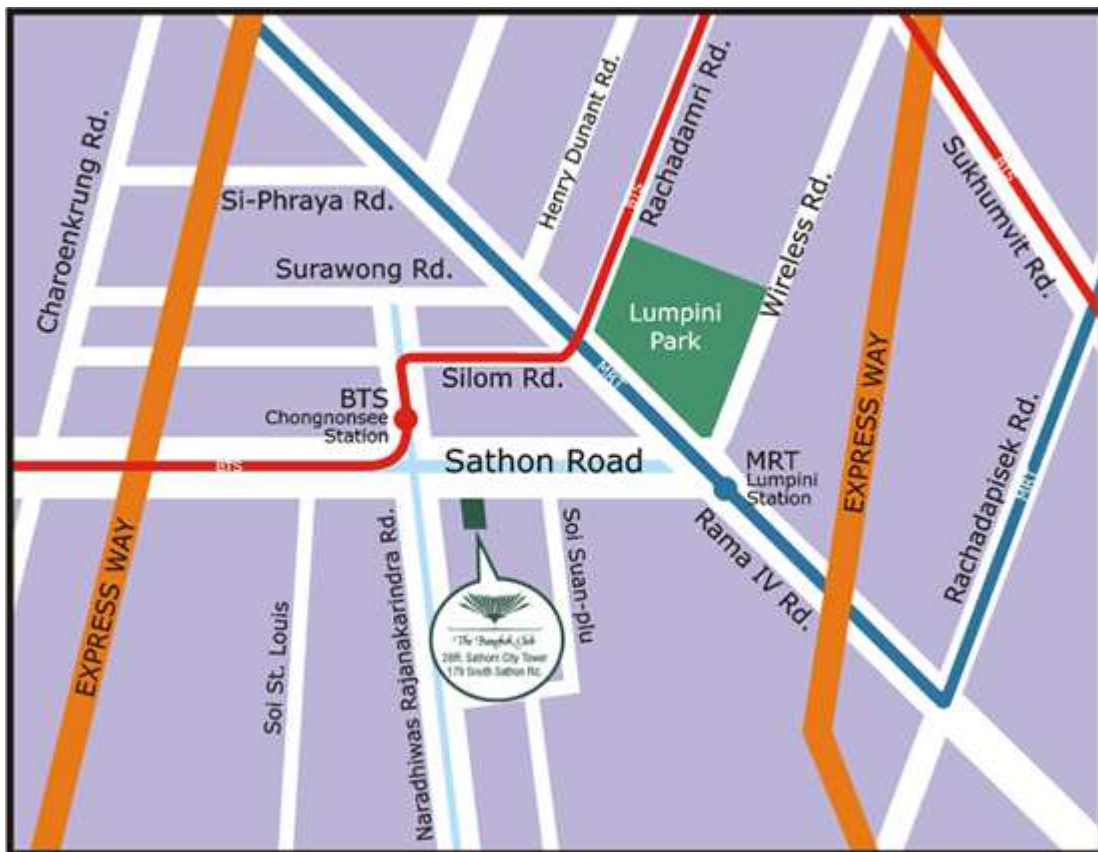 Charoenkrung Rd.
Si-Phraya Rd.
Surawong Rd.
Henry Dunant Rd.
BTS
Rachadamri Rd.
Wireless Rd.
BTS
Sukhumvit Rd.
Lumpini
Park
MRT
Silom Rd.
BTS
Chongnonsee
Station
BTS
Sathon Road
MRT
Lumpini
Station
EXPRESS WAY
Rachadapisek Rd.
MRT
Rama IV Rd.
EXPRESS WAY
Soi St. Louis
Naradhiwas Rajanakarindra Rd.
Soi Suan-plu
The Bangkok Club
28Fl. Sathorn City Tower
179 South Sathon Rd.